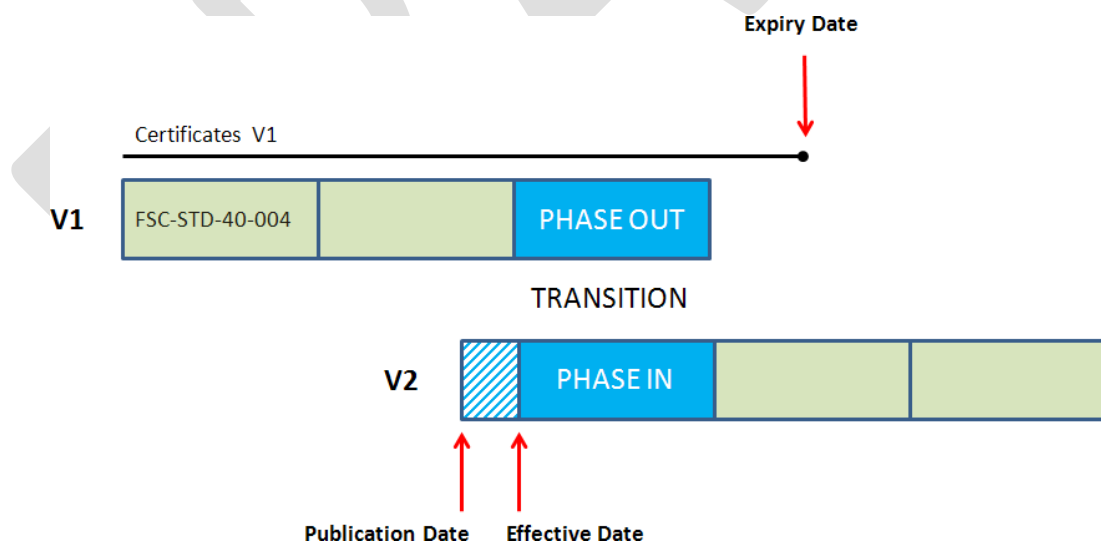 Expiry Date
Certificates V1
V1
FSC-STD-40-004
PHASE OUT
TRANSITION
V2
PHASE IN
Publication Date
Effective Date